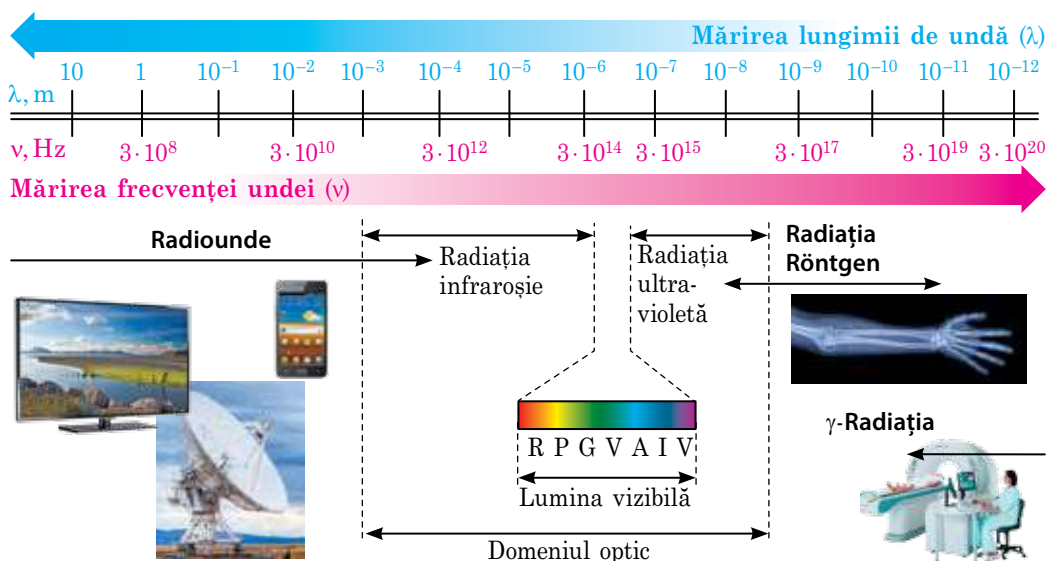 Mărirea lungimii de undă (λ)
10 1 10⁻¹ 10⁻² 10⁻³ 10⁻⁴ 10⁻⁵ 10⁻⁶ 10⁻⁷ 10⁻⁸ 10⁻⁹ 10⁻¹⁰ 10⁻¹¹ 10⁻¹²
λ, m
ν, Hz 3·10⁸ 3·10¹⁰ 3·10¹² 3·10¹⁴ 3·10¹⁵ 3·10¹⁷ 3·10¹⁹ 3·10²⁰
Mărirea frecvenței undei (ν)
Radiounde
Radiația
infraroșie
Radiația
ultra-
violetă
Radiația
Röntgen
R P G V A I V
Lumina vizibilă
γ-Radiația
Domeniul optic